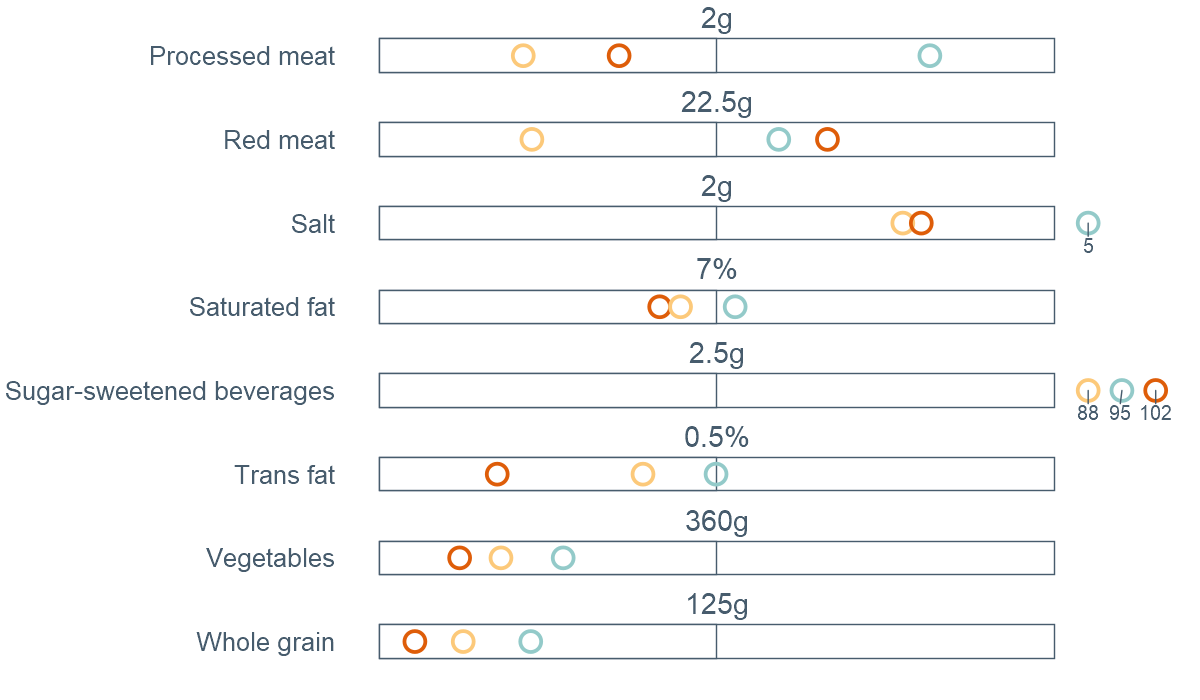 2g
Processed meat
22.5g
Red meat
2g
Salt
5
7%
Saturated fat
2.5g
Sugar-sweetened beverages
88 95 102
0.5%
Trans fat
360g
Vegetables
125g
Whole grain